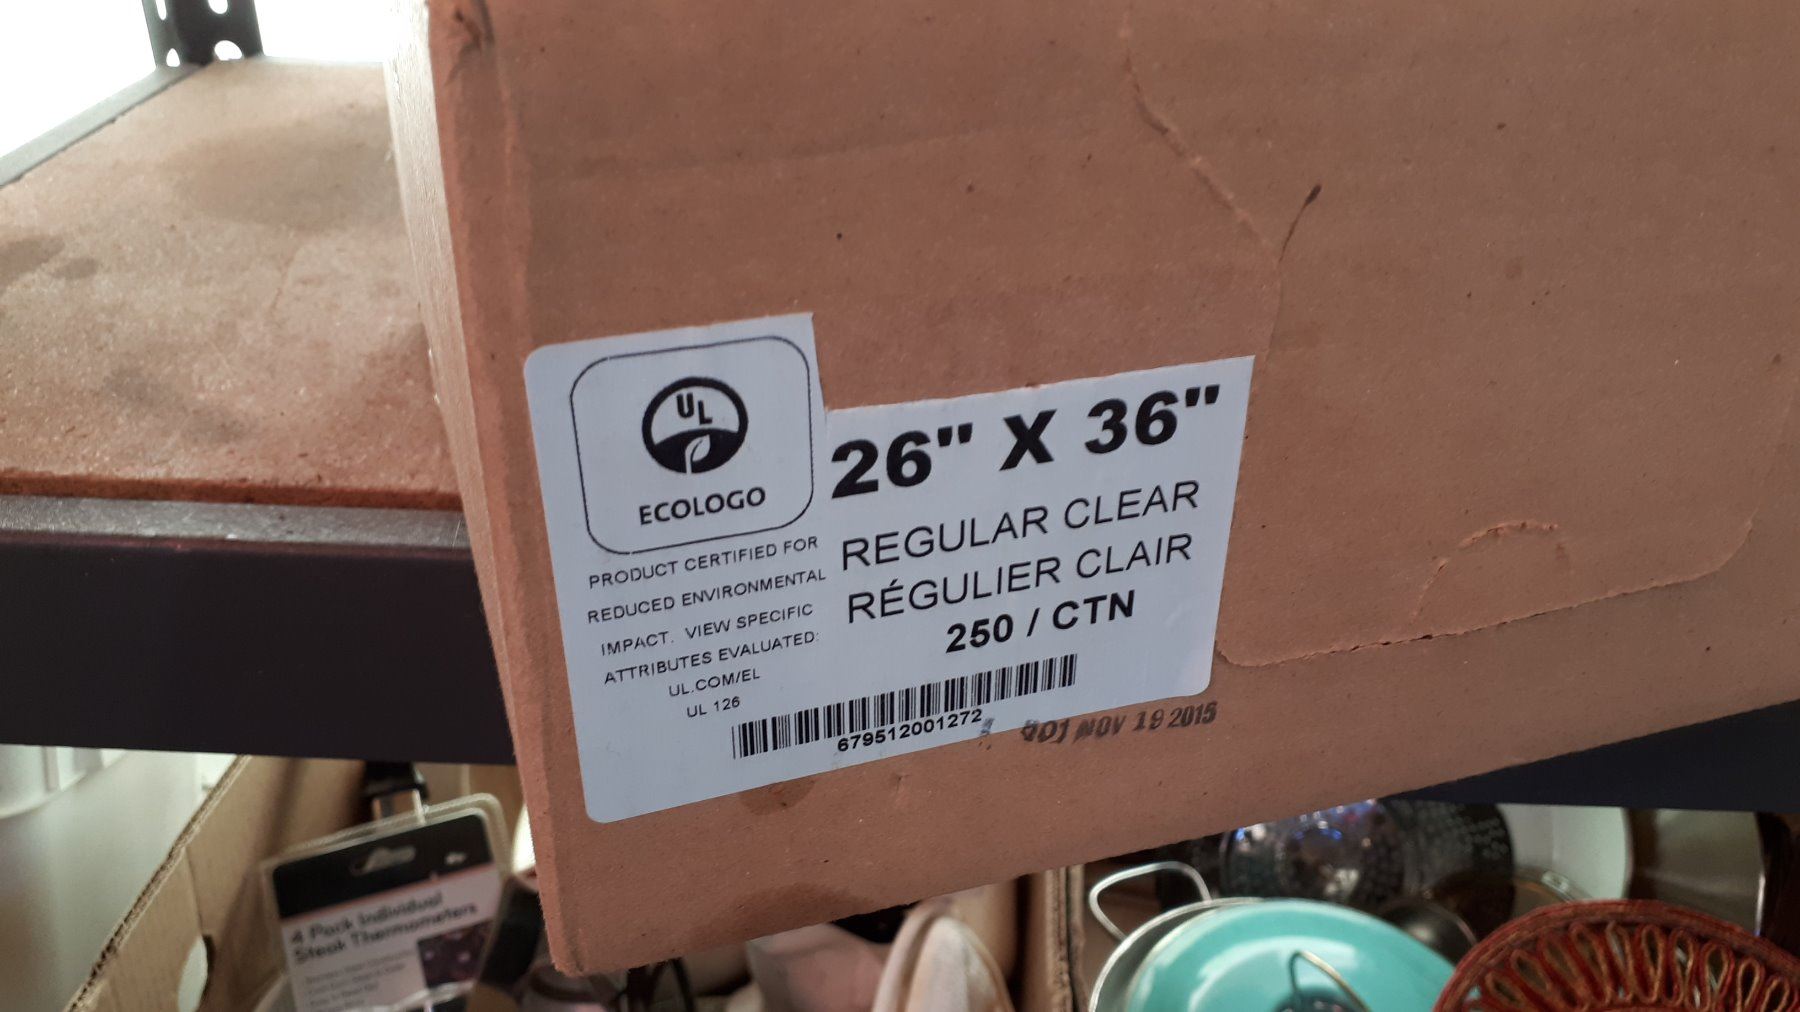 UL
ECOLOGO
PRODUCT CERTIFIED FOR
REDUCED ENVIRONMENTAL
IMPACT. VIEW SPECIFIC
ATTRIBUTES EVALUATED:
UL.COM/EL
UL 126
26" X 36"
REGULAR CLEAR
RÉGULIER CLAIR
250 / CTN
679512001272
NOV 19 2015
4 Pack Individual
Steak Thermometers